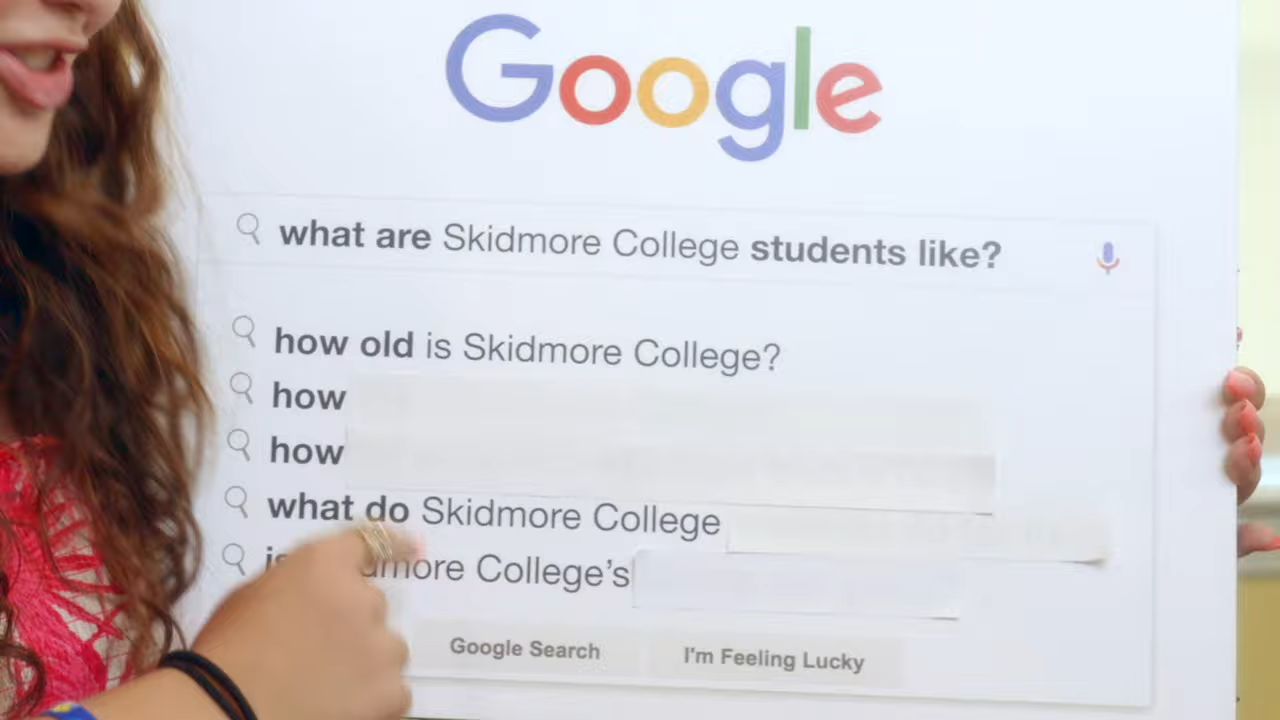 Google
what are Skidmore College students like?
how old is Skidmore College?
how
how
what do Skidmore College
College's
Google Search
I'm Feeling Lucky